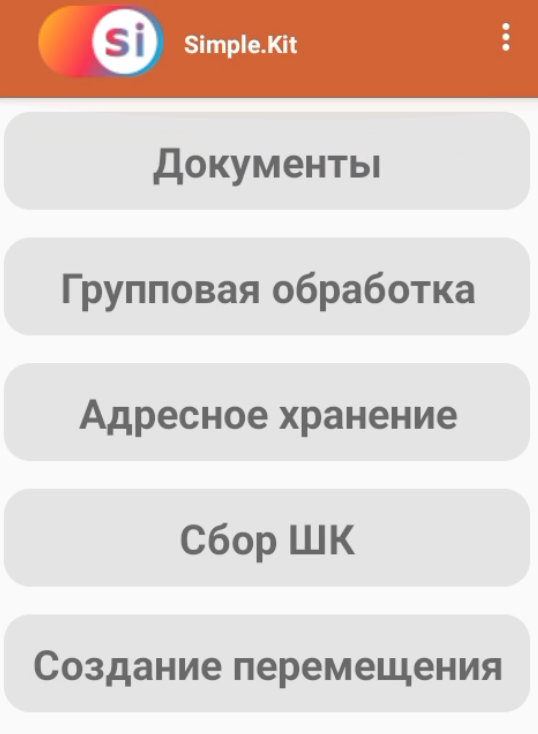 si Simple.Kit
Документы
Групповая обработка
Адресное хранение
Сбор ШК
Создание перемещения